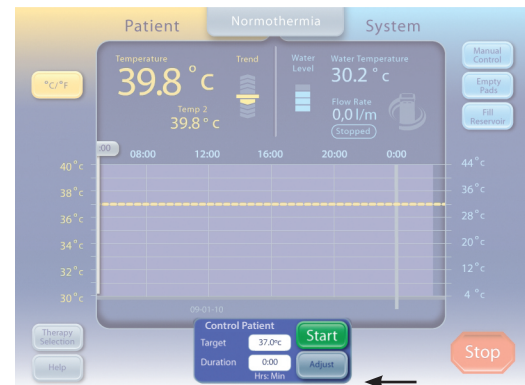 Patient
Normothermia
System
°C/°F
Temperature
39.8°c
Trend
Temp 2
39.8°c
Water Level
Water Temperature
30.2°c
Flow Rate
0,0 l/m
Stopped
Manual Control
Empty Pads
Fill Reservoir
:00 08:00 12:00 16:00 20:00 0:00
40°c 44°c
38°c 36°c
36°c 28°c
34°c 20°c
32°c 12°c
30°c 4°c
09-01-10
Therapy Selection
Help
Control Patient
Target 37.0°c
Duration 0:00
Hrs: Min
Start
Adjust
Stop